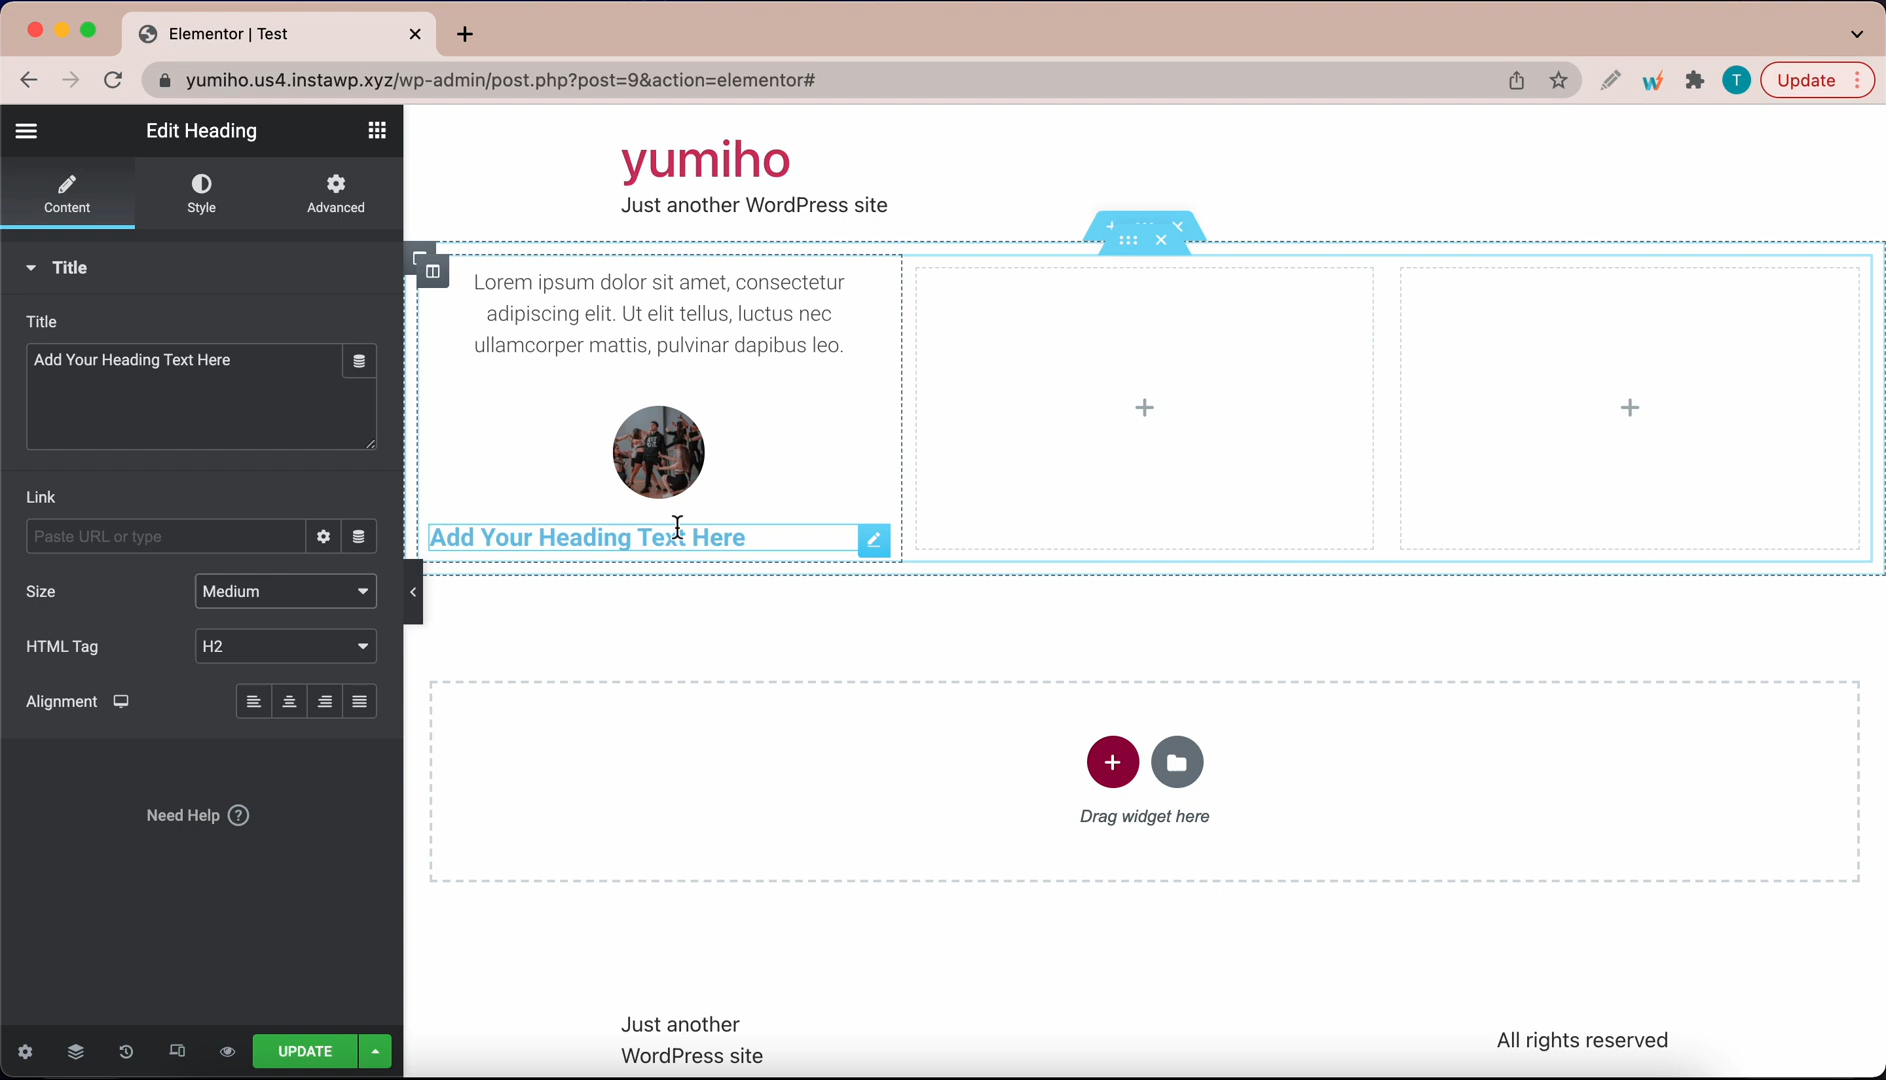 Elementor | Test
yumiho.us4.instawp.xyz/wp-admin/post.php?post=9&action=elementor#
T
Update
Edit Heading
Content
Style
Advanced
Title
Title
Add Your Heading Text Here
Link
Paste URL or type
Size
Medium
HTML Tag
H2
Alignment
Need Help
UPDATE
yumiho
Just another WordPress site
Lorem ipsum dolor sit amet, consectetur
adipiscing elit. Ut elit tellus, luctus nec
ullamcorper mattis, pulvinar dapibus leo.
Add Your Heading Text Here
Drag widget here
Just another
WordPress site
All rights reserved